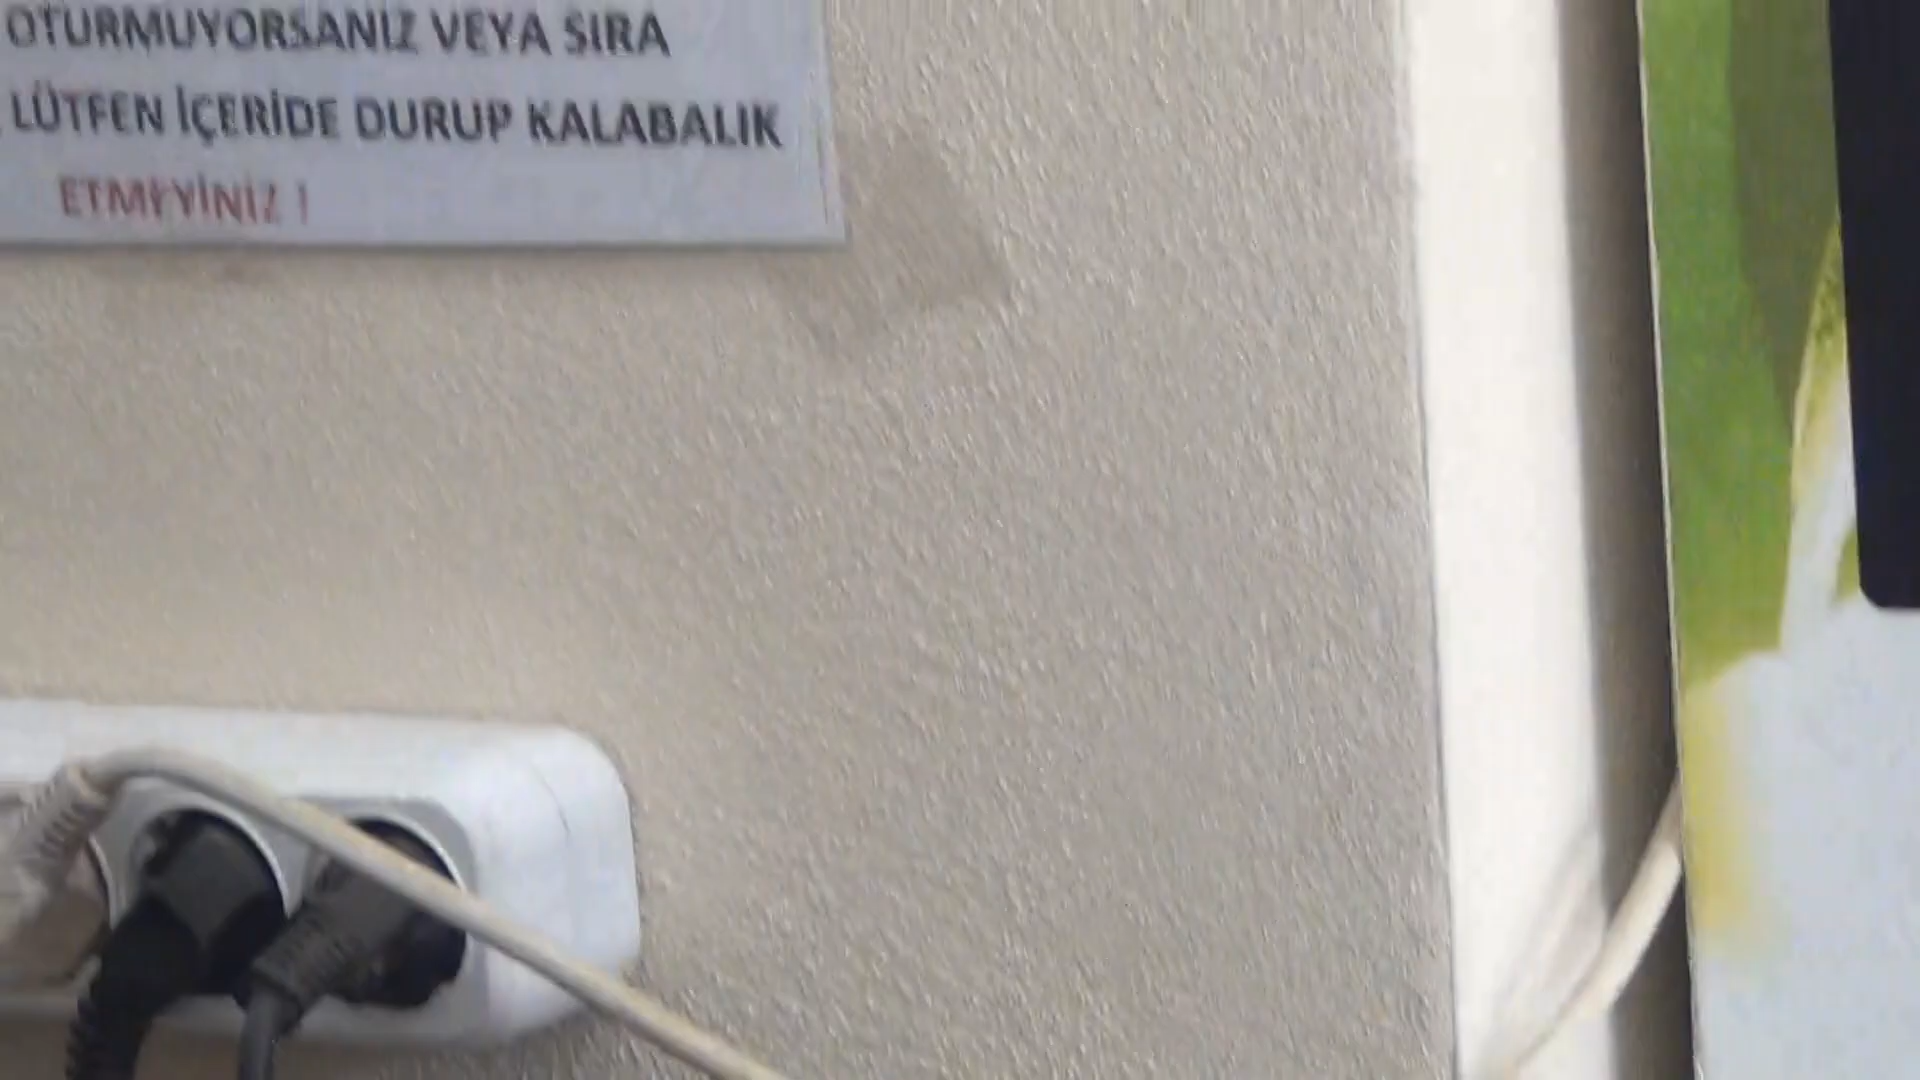 OTURMUYORSANIZ VEYA SIRA
LÜTFEN İÇERİDE DURUP KALABALIK
ETMEYİNİZ !